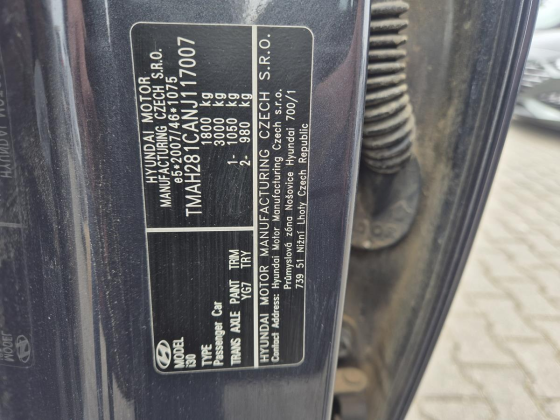 HYUNDAI MOTOR
MANUFACTURING CZECH S.R.O.
e5*2007/46*1075
TMAH281CANJ117007
1800 kg
3000 kg
1- 1050 kg
2- 980 kg
MODEL
i30
TYPE
Passenger Car
TRANS AXLE PAINT TRIM
YG7 TRY
HYUNDAI MOTOR MANUFACTURING CZECH S.R.O.
Contact Address: Hyundai Motor Manufacturing Czech s.r.o.
Průmyslová zóna Nošovice Hyundai 700/1
739 51 Nižní Lhoty Czech Republic